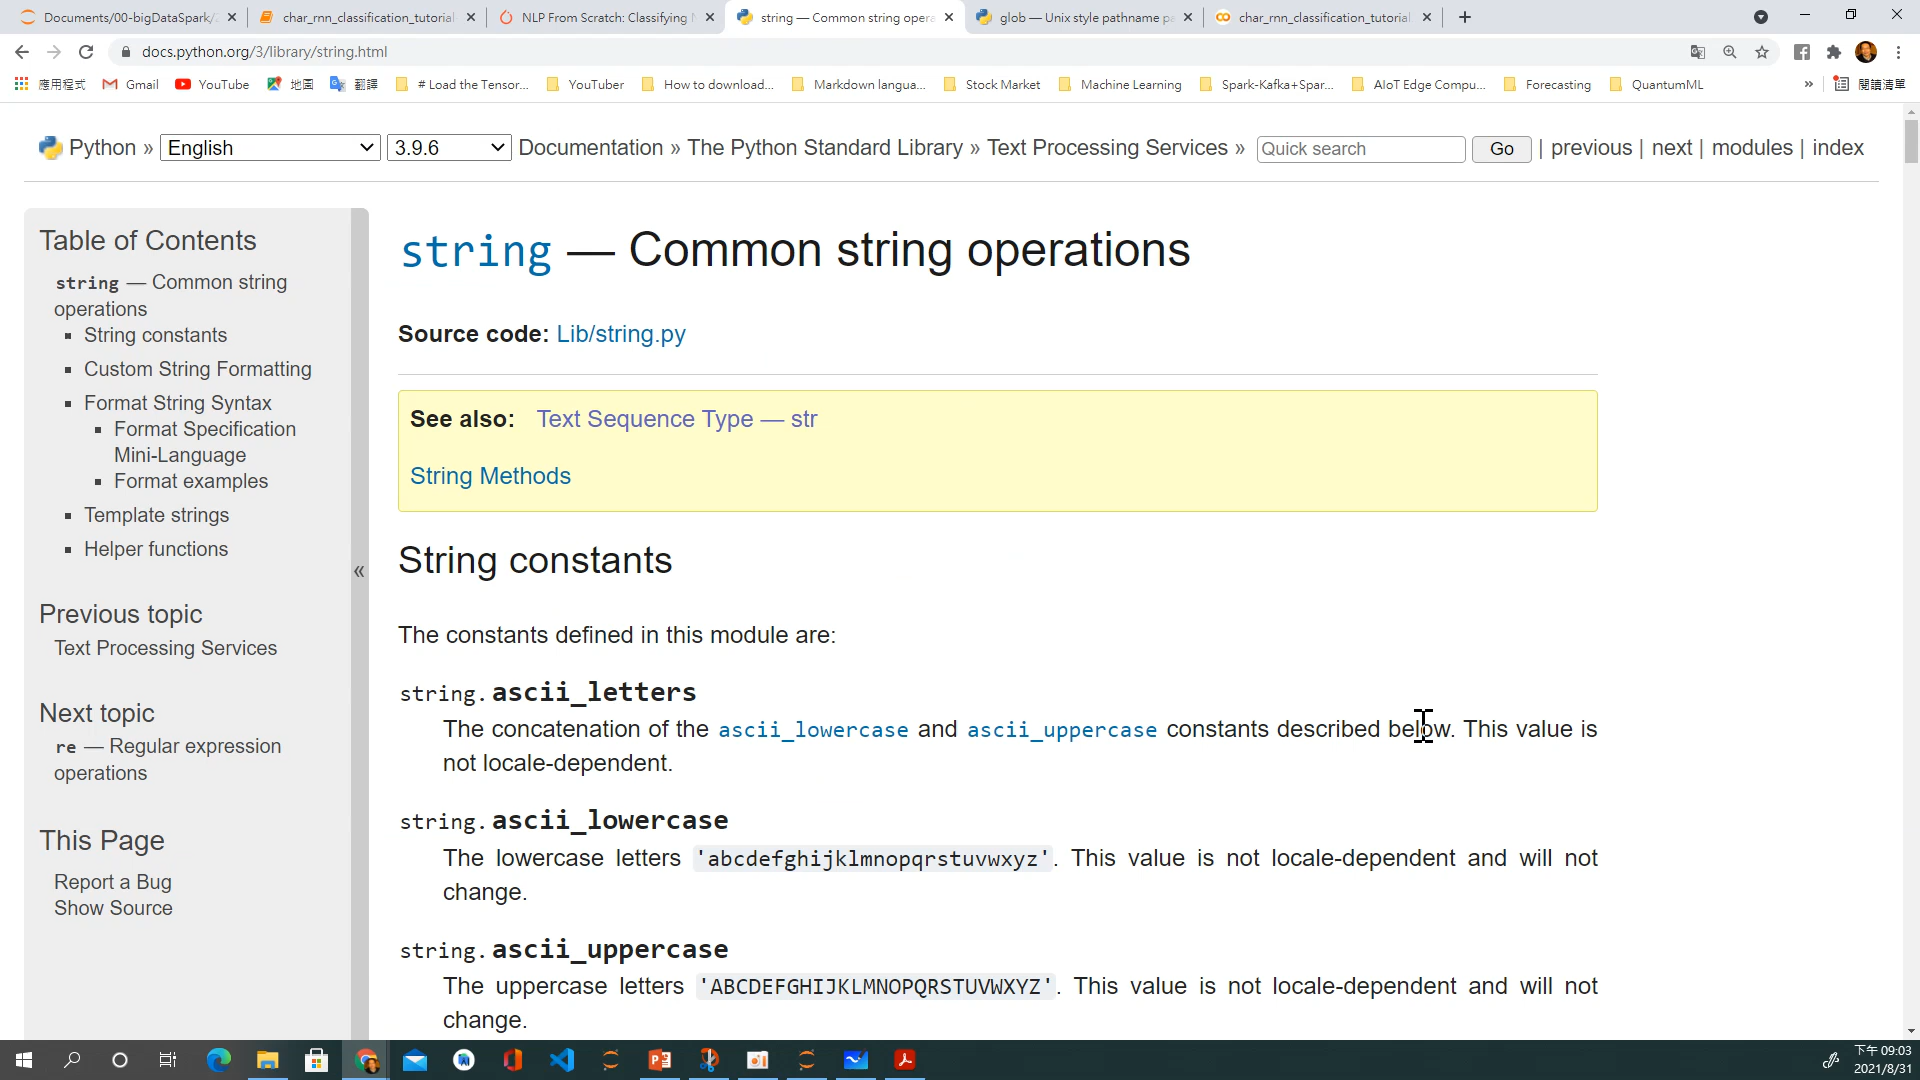 Documents/00-bigDataSpark/
char_rnn_classification_tutorial
NLP From Scratch: Classifying
string — Common string opera
glob — Unix style pathname pa
char_rnn_classification_tutorial
docs.python.org/3/library/string.html
應用程式
Gmail
YouTube
地圖
翻譯
# Load the Tensor...
YouTuber
How to download...
Markdown langua...
Stock Market
Machine Learning
Spark-Kafka+Spar...
AIoT Edge Compu...
Forecasting
QuantumML
»
閱讀清單
Python » English 3.9.6 Documentation » The Python Standard Library » Text Processing Services » Quick search Go | previous | next | modules | index
Table of Contents
string — Common string
operations
String constants
Custom String Formatting
Format String Syntax
Format Specification
Mini-Language
Format examples
Template strings
Helper functions
Previous topic
Text Processing Services
Next topic
re — Regular expression
operations
This Page
Report a Bug
Show Source
«
string — Common string operations
Source code: Lib/string.py
See also: Text Sequence Type — str
String Methods
String constants
The constants defined in this module are:
string.ascii_letters
The concatenation of the ascii_lowercase and ascii_uppercase constants described below. This value is
not locale-dependent.
string.ascii_lowercase
The lowercase letters 'abcdefghijklmnopqrstuvwxyz'. This value is not locale-dependent and will not
change.
string.ascii_uppercase
The uppercase letters 'ABCDEFGHIJKLMNOPQRSTUVWXYZ'. This value is not locale-dependent and will not
change.
下午 09:03
2021/8/31